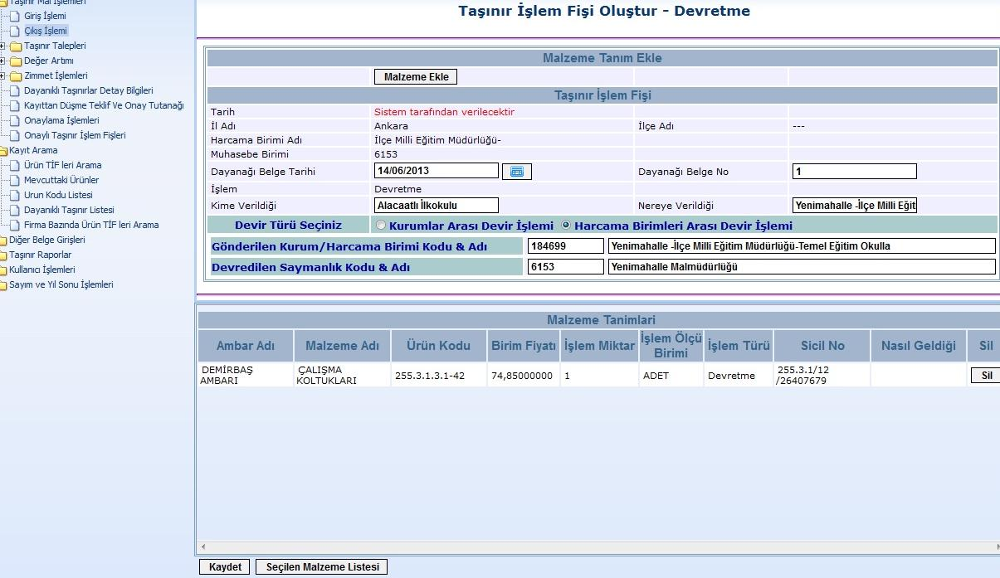 Taşınır Mal İşlemleri
Giriş İşlemi
Çıkış İşlemi
Taşınır Talepleri
Değer Artımı
Zimmet İşlemleri
Dayanıklı Taşınırlar Detay Bilgileri
Kayıttan Düşme Teklif Ve Onay Tutanağı
Onaylama İşlemleri
Onaylı Taşınır İşlem Fişleri
Kayıt Arama
Ürün TİF leri Arama
Mevcuttaki Ürünler
Urun Kodu Listesi
Dayanıklı Taşınır Listesi
Firma Bazında Ürün TİF leri Arama
Diğer Belge Girişleri
Taşınır Raporlar
Kullanıcı İşlemleri
Sayım ve Yıl Sonu İşlemleri
Taşınır İşlem Fişi Oluştur - Devretme
Malzeme Tanım Ekle
Malzeme Ekle
Taşınır İşlem Fişi
Tarih Sistem tarafından verilecektir
İl Adı Ankara İlçe Adı ---
Harcama Birimi Adı İlçe Milli Eğitim Müdürlüğü-
Muhasebe Birimi 6153
Dayanağı Belge Tarihi 14/06/2013 Dayanağı Belge No 1
İşlem Devretme
Kime Verildiği Alacaatlı İlkokulu Nereye Verildiği Yenimahalle -İlçe Milli Eğit
Devir Türü Seçiniz Kurumlar Arası Devir İşlemi Harcama Birimleri Arası Devir İşlemi
Gönderilen Kurum/Harcama Birimi Kodu & Adı 184699 Yenimahalle -İlçe Milli Eğitim Müdürlüğü-Temel Eğitim Okulla
Devredilen Saymanlık Kodu & Adı 6153 Yenimahalle Malmüdürlüğü
Malzeme Tanimlari
Ambar Adı Malzeme Adı Ürün Kodu Birim Fiyatı İşlem Miktar İşlem Ölçü Birimi İşlem Türü Sicil No Nasıl Geldiği Sil
DEMİRBAŞ AMBARI ÇALIŞMA KOLTUKLARI 255.3.1.3.1-42 74,85000000 1 ADET Devretme 255.3.1/12 /26407679 Sil
Kaydet Seçilen Malzeme Listesi